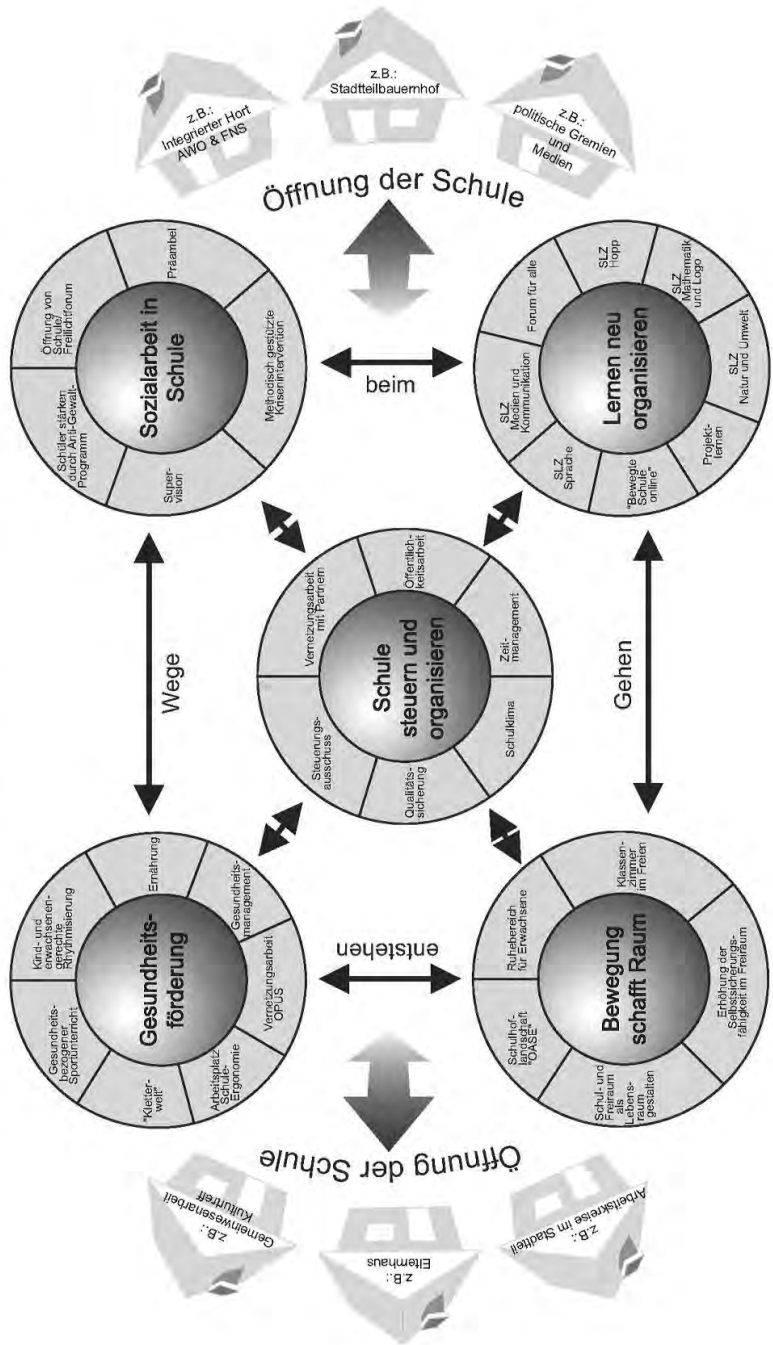 z.B.:
Integrierter Hort
AWO & FNS
z.B.:
Stadtteilbauernhof
z.B.:
politische Gremien
und
Medien
Öffnung der Schule
Gesundheits-
förderung
Gesundheits-
bezogener
Sportunterricht
Kind- und
erwachsenen-
gerechte
Rhythmisierung
Ernährung
Gesundheits-
management
Vernetzungsarbeit
OPUS
Arbeitsplatz
Schule-
Ergonomie
"Kletter-
welt"
Wege
Sozialarbeit in
Schule
Schüler stärken
durch Anti-Gewalt-
Programm
Öffnung von
Schule/
Freilichtforum
Präambel
Methodisch gestützte
Krisenintervention
Super-
vision
entstehen
Schule
steuern und
organisieren
Steuerungs-
ausschuss
Vernetzungsarbeit
mit Partnern
Öffentlich-
keitsarbeit
Zeit-
management
Schulklima
Qualitäts-
sicherung
beim
Bewegung
schafft Raum
Schulhof-
landschaft
"OASE"
Ruhebereich
für Erwachsene
Klassen-
zimmer
im Freien
Erhöhung der
Selbstsicherungs-
fähigkeit im Freiraum
Schul- und
Freiraum
als
Lebens-
raum
gestalten
Gehen
Lernen neu
organisieren
SLZ
Sprache
SLZ
Medien und
Kommunikation
Forum für alle
SLZ
Hopp
SLZ
Mathematik
und Logo
SLZ
Natur und Umwelt
Projekt-
lernen
"Bewegte
Schule
online"
Öffnung der Schule
z.B.:
Gemeinwesenarbeit
Kulturtreff
z.B.:
Elternhaus
z.B.:
Arbeitskreise im Stadtteil